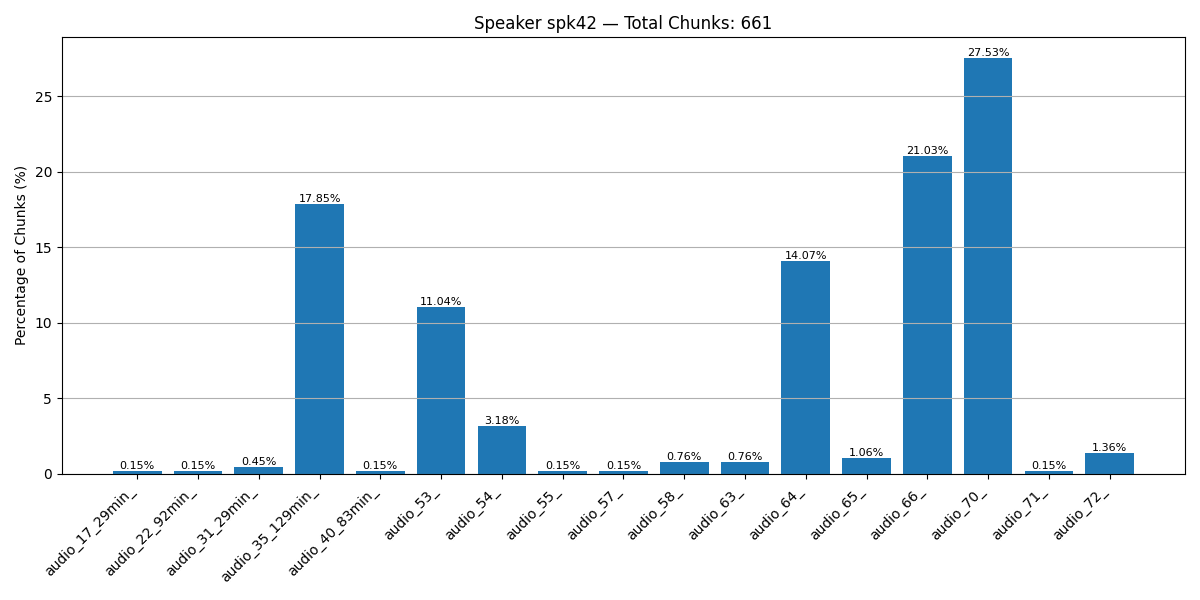 Speaker spk42 — Total Chunks: 661
Percentage of Chunks (%)
25
20
15
10
5
0
0.15%
0.15%
0.45%
17.85%
0.15%
11.04%
3.18%
0.15%
0.15%
0.76%
0.76%
14.07%
1.06%
21.03%
27.53%
0.15%
1.36%
audio_17_29min_
audio_22_92min_
audio_31_29min_
audio_35_129min_
audio_40_83min_
audio_53_
audio_54_
audio_55_
audio_57_
audio_58_
audio_63_
audio_64_
audio_65_
audio_66_
audio_70_
audio_71_
audio_72_